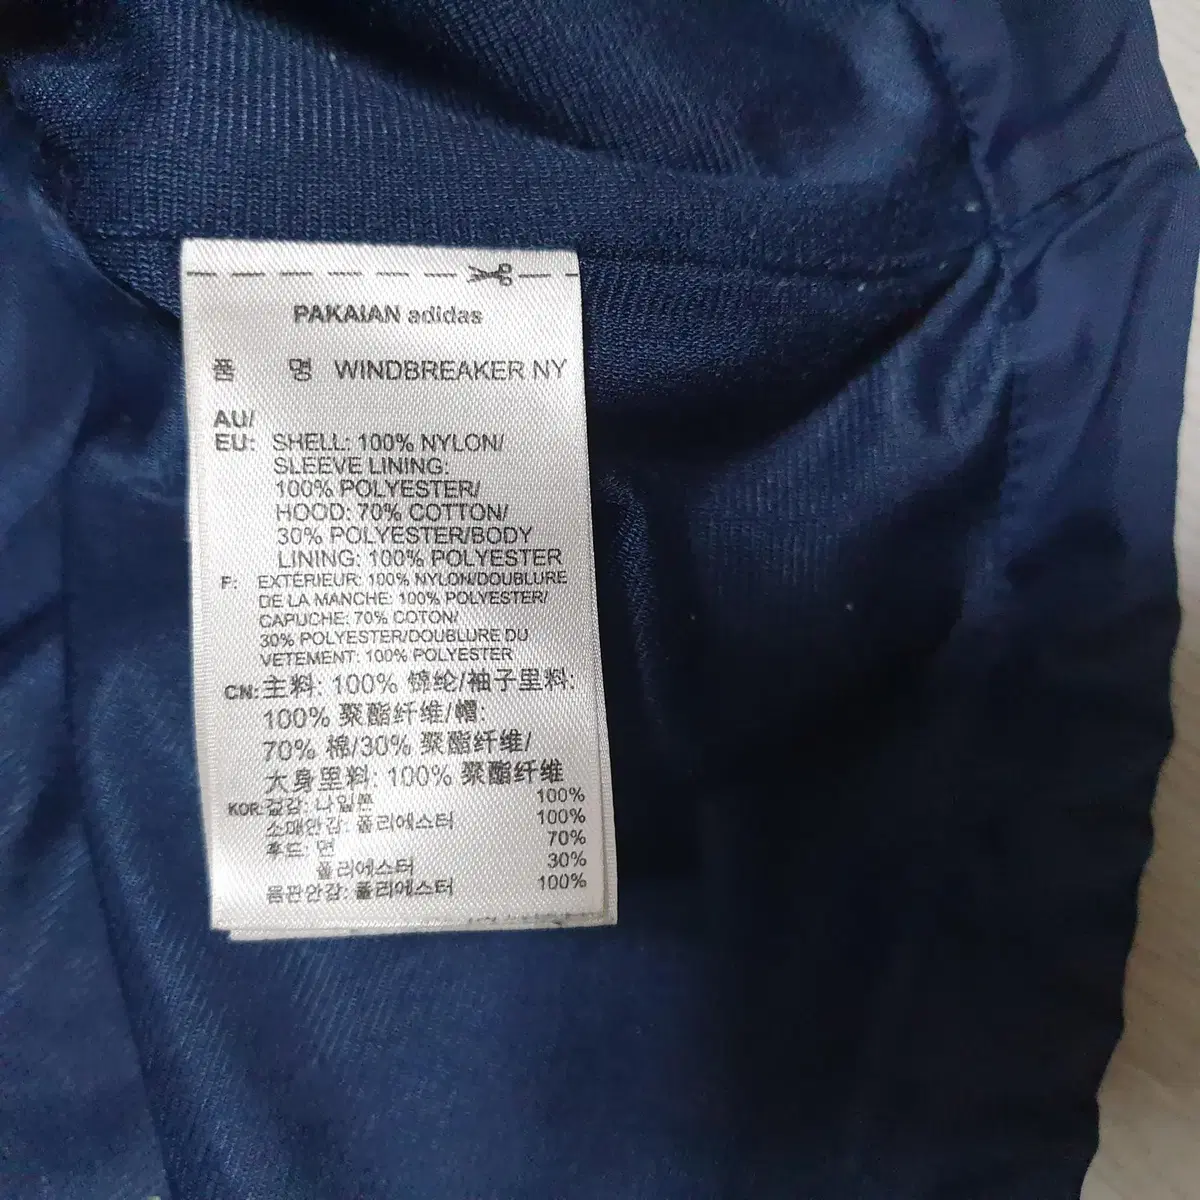 PAKAIAN adidas
품 명 WINDBREAKER NY
AU/
EU: SHELL: 100% NYLON/
SLEEVE LINING:
100% POLYESTER/
HOOD: 70% COTTON/
30% POLYESTER/BODY
LINING: 100% POLYESTER
F: EXTÉRIEUR: 100% NYLON/DOUBLURE
DE LA MANCHE: 100% POLYESTER/
CAPUCHE: 70% COTON/
30% POLYESTER/DOUBLURE DU
VETEMENT: 100% POLYESTER
CN: 主料: 100% 锦纶/袖子里料:
100% 聚酯纤维/帽:
70% 棉/30% 聚酯纤维/
大身里料: 100% 聚酯纤维
KOR: 겉감: 나일론 100%
소매안감: 폴리에스터 100%
후드: 면 70%
폴리에스터 30%
몸판안감: 폴리에스터 100%